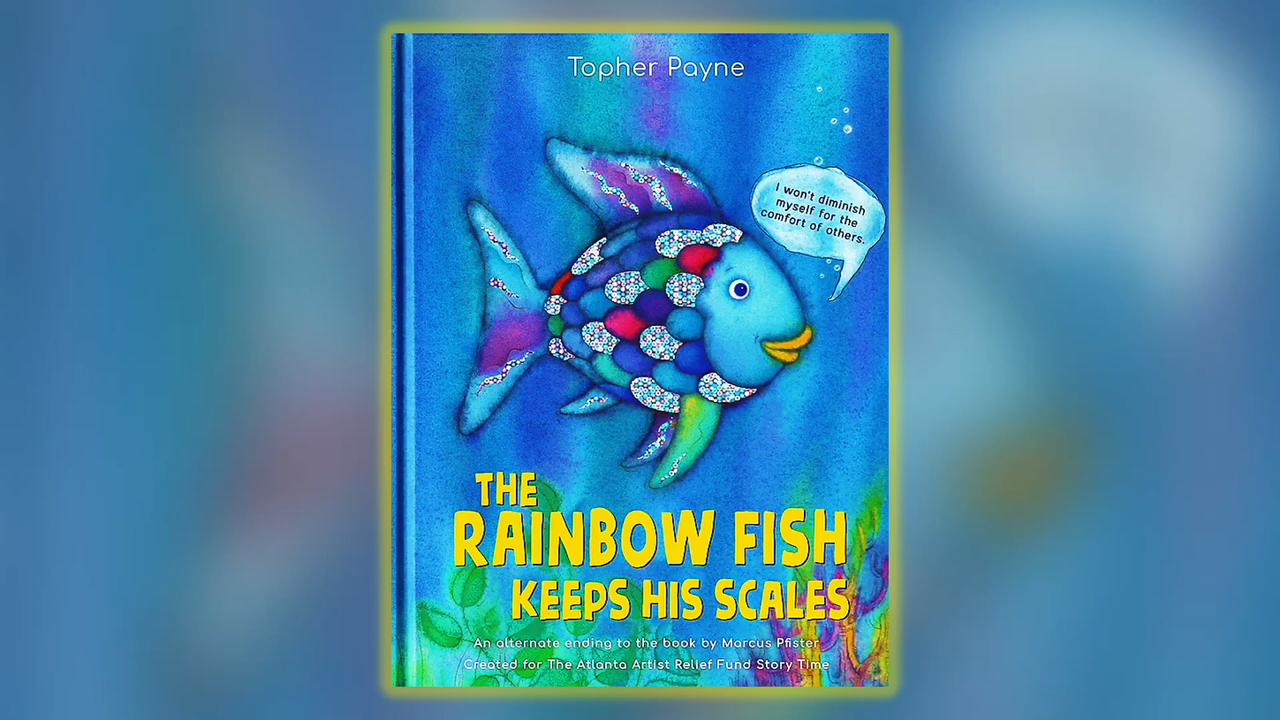 Topher Payne
I won't diminish
myself for the
comfort of others.
THE
RAINBOW FISH
KEEPS HIS SCALES
An alternate ending to the book by Marcus Pfister
Created for The Atlanta Artist Relief Fund Story Time